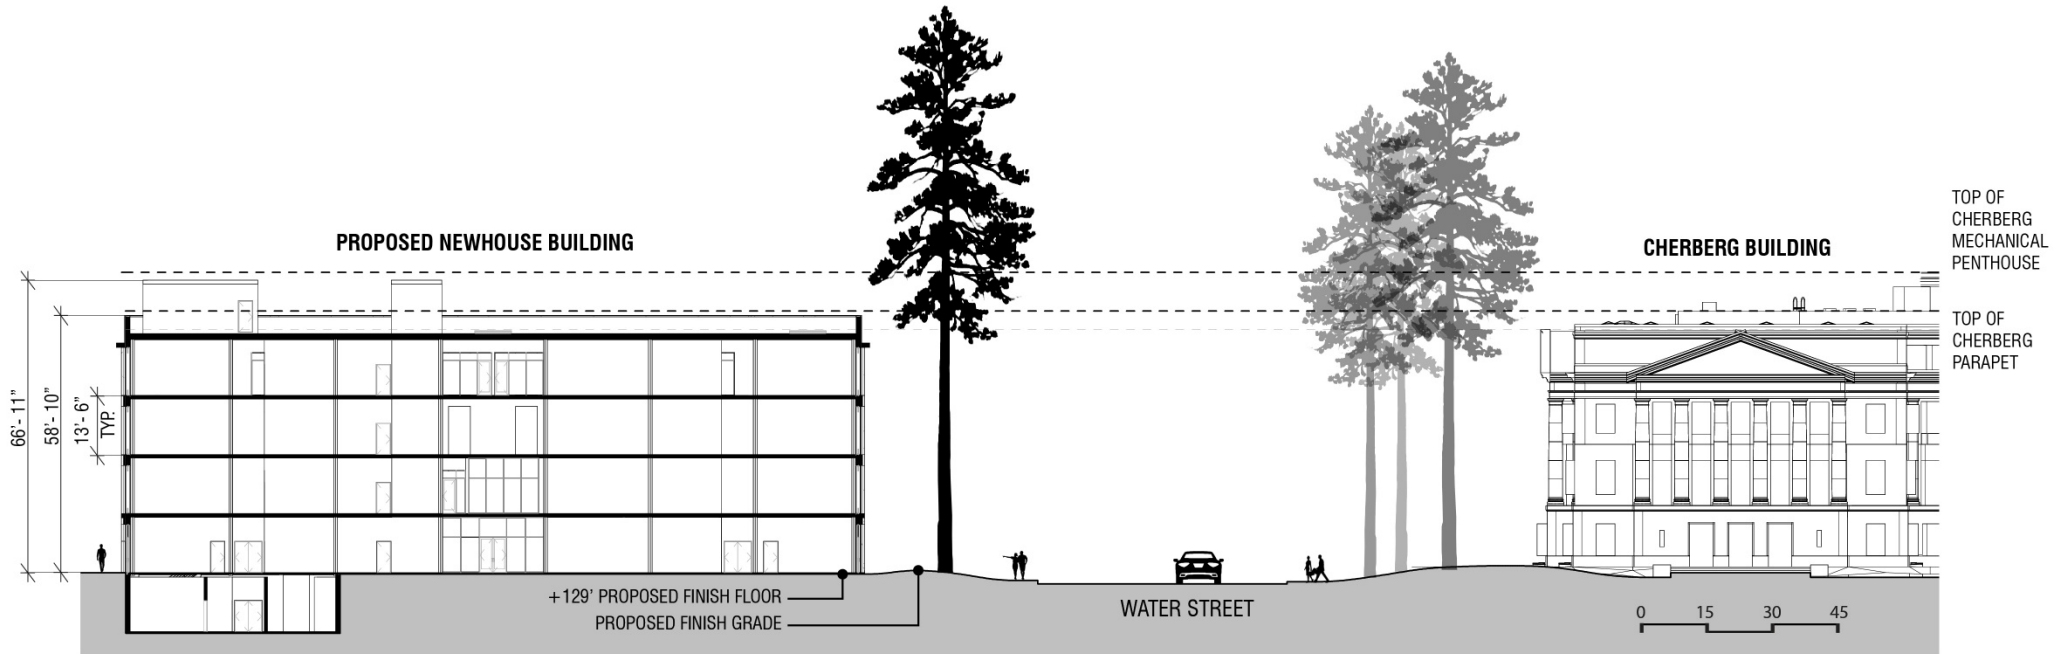 PROPOSED NEWHOUSE BUILDING
CHERBERG BUILDING
TOP OF
CHERBERG
MECHANICAL
PENTHOUSE
TOP OF
CHERBERG
PARAPET
66'- 11"
58'- 10"
13'- 6"
TYP.
+129' PROPOSED FINISH FLOOR
PROPOSED FINISH GRADE
WATER STREET
0 15 30 45